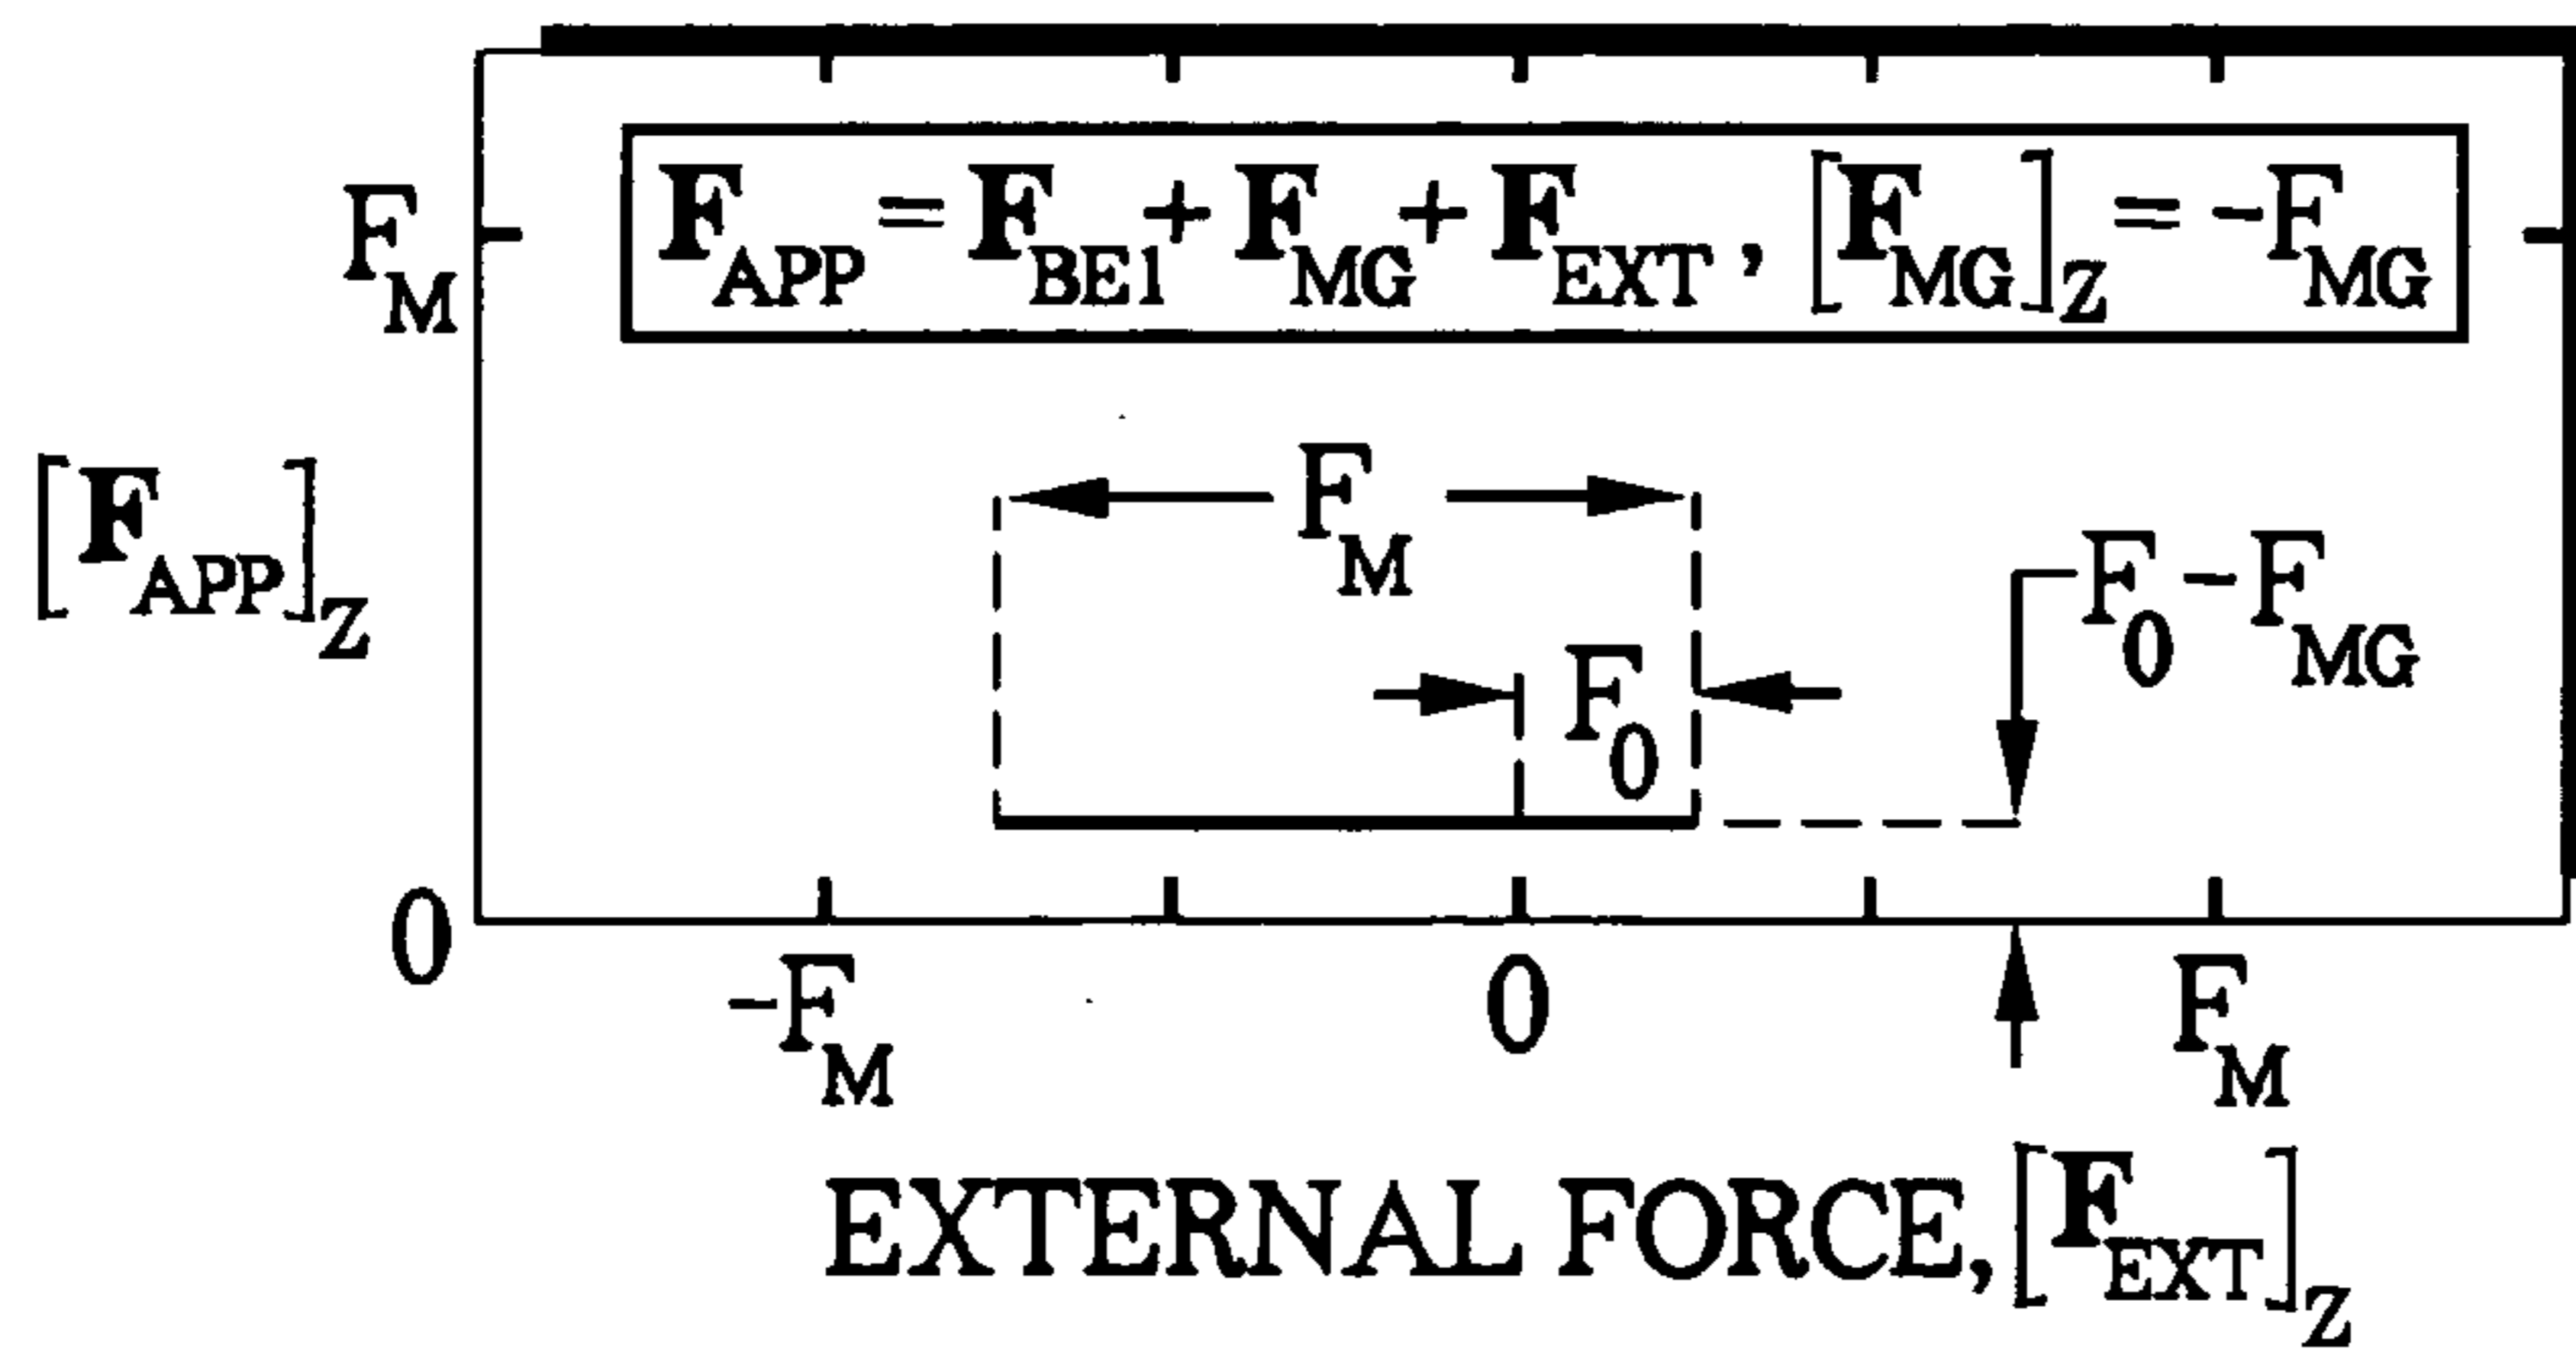 F_APP = F_BE1 + F_MG + F_EXT, [F_MG]_Z = -F_MG
F_M
F_M
[F_APP]_Z
F_0 - F_MG
F_0
0
-F_M
0
F_M
EXTERNAL FORCE, [F_EXT]_Z